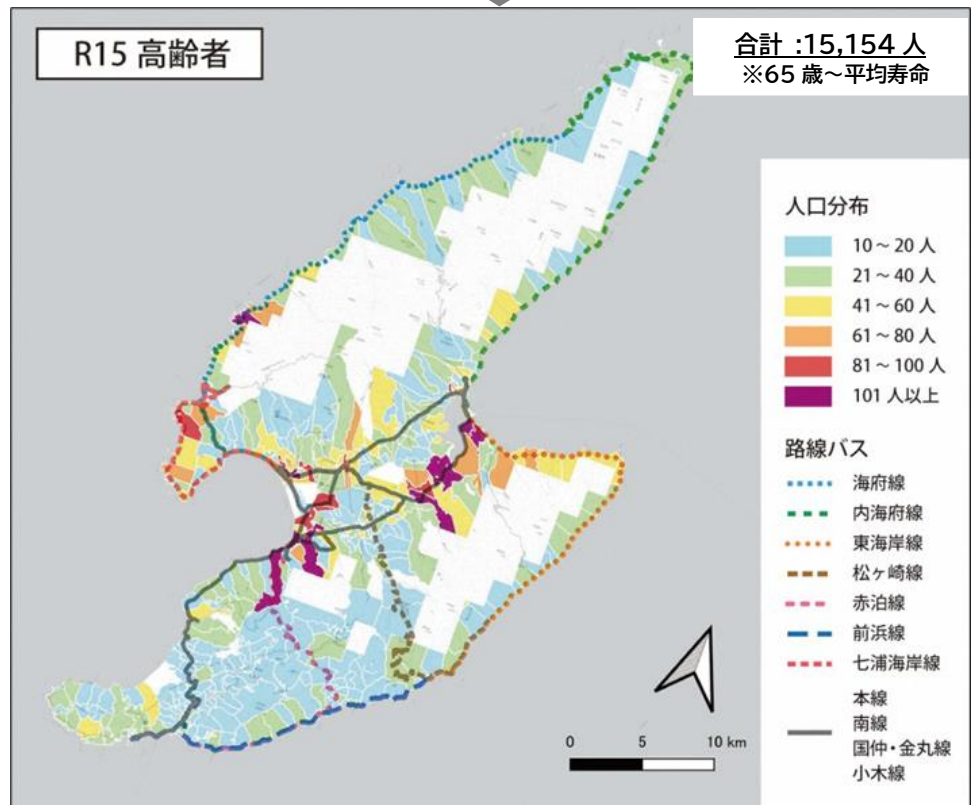 R15 高齢者
合計 :15,154 人
※65 歳～平均寿命
人口分布
10～20 人
21～40 人
41～60 人
61～80 人
81～100 人
101 人以上
路線バス
海府線
内海府線
東海岸線
松ヶ崎線
赤泊線
前浜線
七浦海岸線
本線
南線
国仲・金丸線
小木線
0 5 10 km